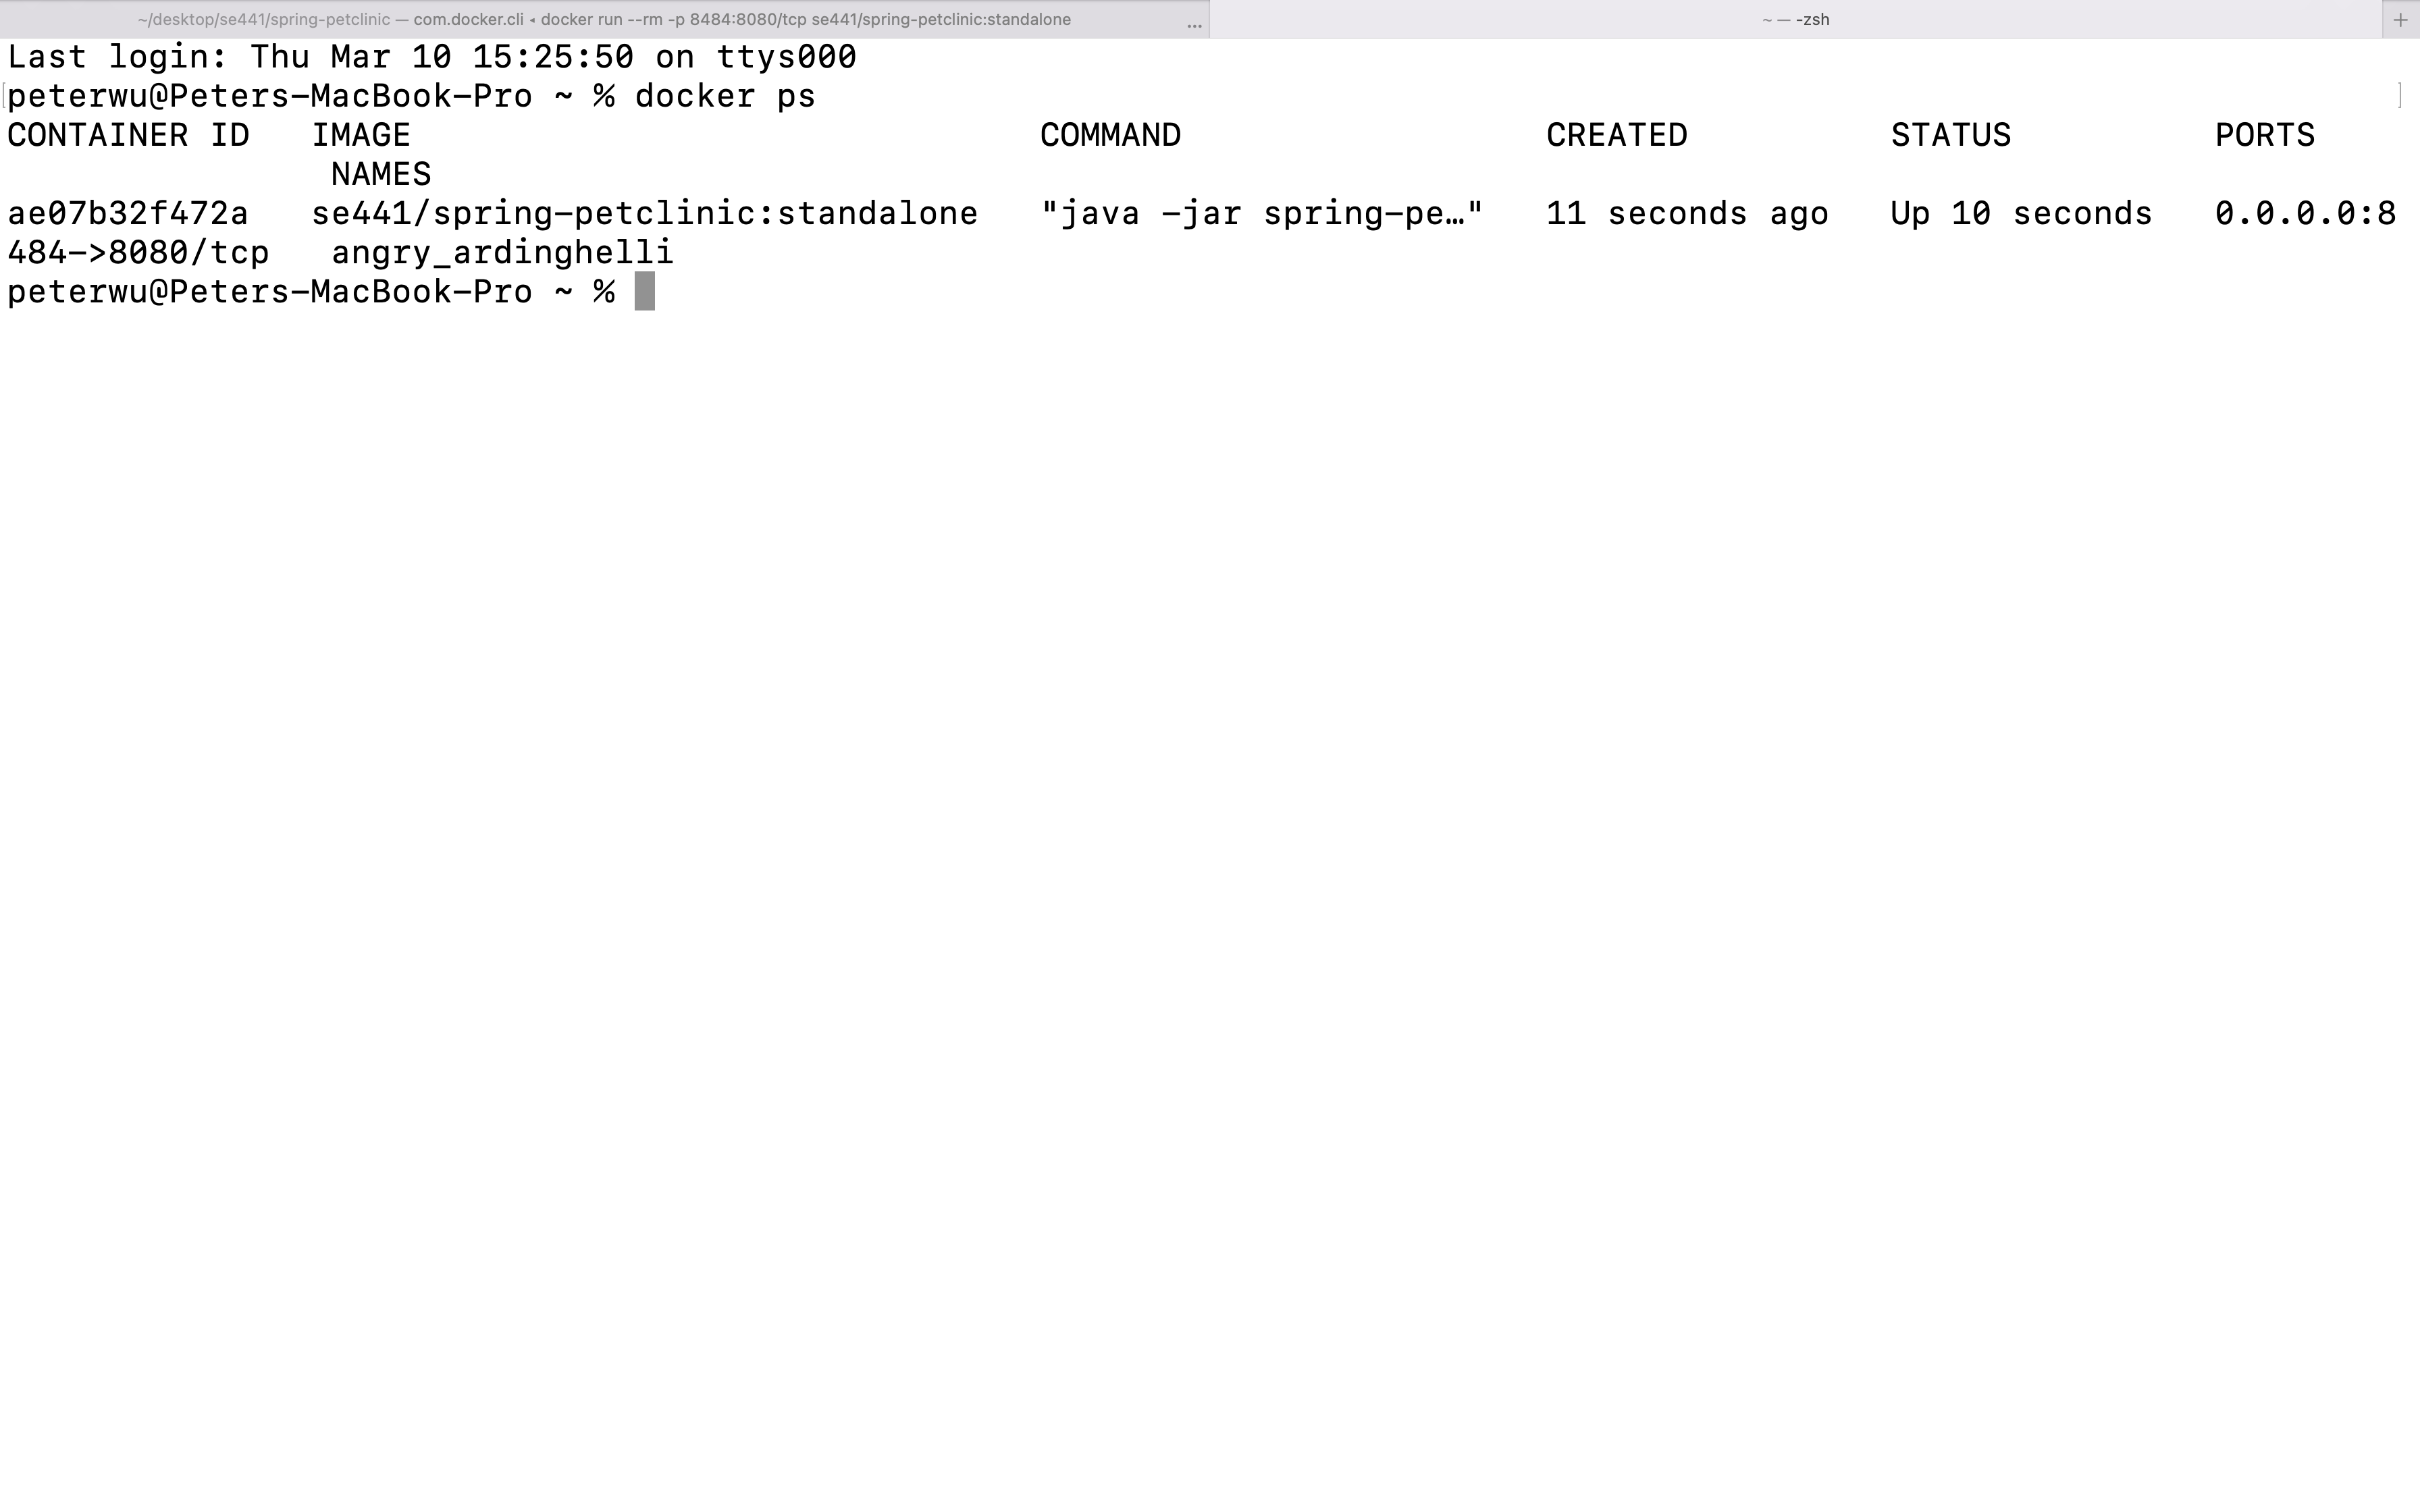 ~/desktop/se441/spring-petclinic — com.docker.cli ◂ docker run --rm -p 8484:8080/tcp se441/spring-petclinic:standalone ... ~ — -zsh +
Last login: Thu Mar 10 15:25:50 on ttys000
[peterwu@Peters-MacBook-Pro ~ % docker ps ]
CONTAINER ID   IMAGE                               COMMAND                  CREATED          STATUS          PORTS
                NAMES
ae07b32f472a   se441/spring-petclinic:standalone   "java -jar spring-pe…"   11 seconds ago   Up 10 seconds   0.0.0.0:8
484->8080/tcp   angry_ardinghelli
peterwu@Peters-MacBook-Pro ~ %